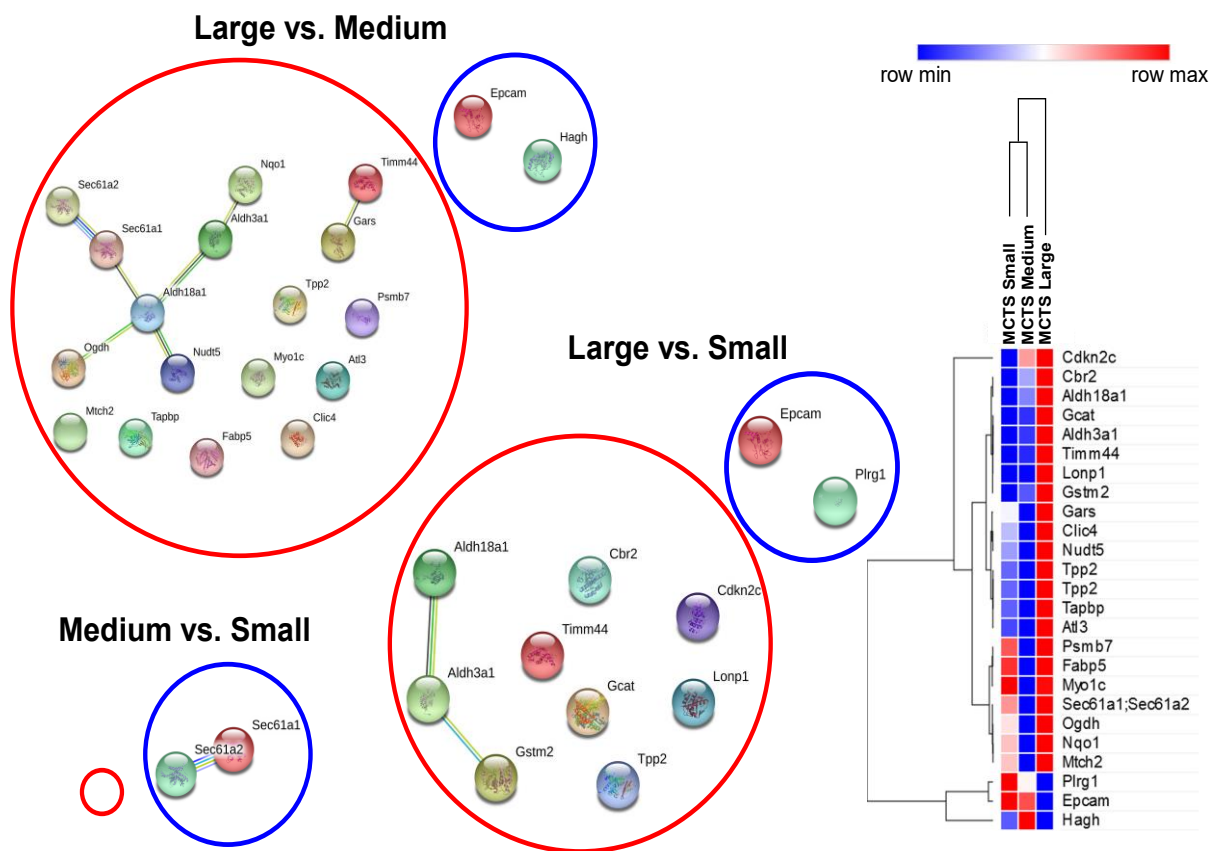 Large vs. Medium
Epcam
Hagh
Nqo1
Timm44
Sec61a2
Sec61a1
Aldh3a1
Gars
Tpp2
Psmb7
Aldh18a1
Ogdh
Nudt5
Myo1c
Atl3
Mtch2
Tapbp
Fabp5
Clic4
Large vs. Small
Epcam
Plrg1
Aldh18a1
Cbr2
Cdkn2c
Timm44
Aldh3a1
Gcat
Lonp1
Gstm2
Tpp2
Medium vs. Small
Sec61a1
Sec61a2
row min
row max
MCTS Small
MCTS Medium
MCTS Large
Cdkn2c
Cbr2
Aldh18a1
Gcat
Aldh3a1
Timm44
Lonp1
Gstm2
Gars
Clic4
Nudt5
Tpp2
Tpp2
Tapbp
Atl3
Psmb7
Fabp5
Myo1c
Sec61a1;Sec61a2
Ogdh
Nqo1
Mtch2
Plrg1
Epcam
Hagh